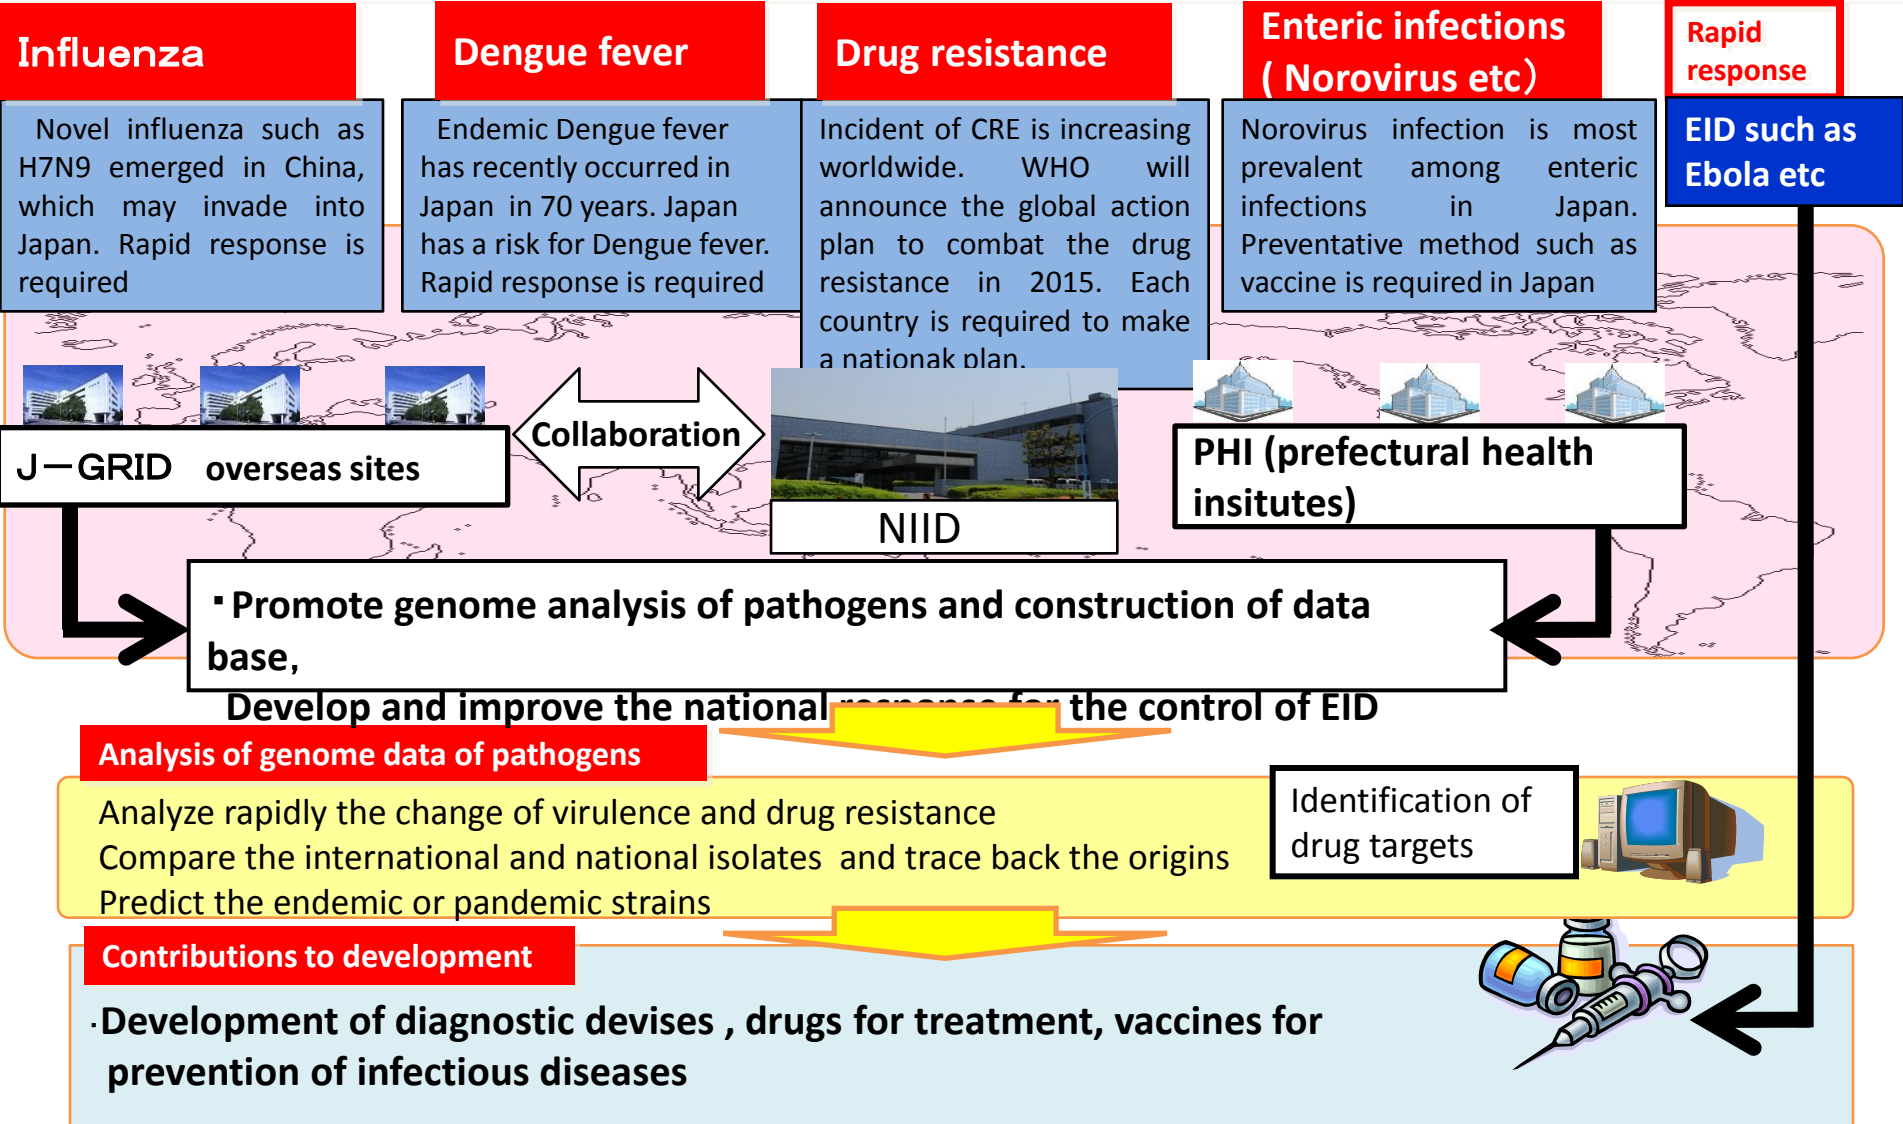 Influenza
Novel influenza such as
H7N9 emerged in China,
which may invade into
Japan. Rapid response is
required
Dengue fever
Endemic Dengue fever
has recently occurred in
Japan in 70 years. Japan
has a risk for Dengue fever.
Rapid response is required
Drug resistance
Incident of CRE is increasing
worldwide. WHO will
announce the global action
plan to combat the drug
resistance in 2015. Each
country is required to make
a nationak plan.
Enteric infections
( Norovirus etc）
Norovirus infection is most
prevalent among enteric
infections in Japan.
Preventative method such as
vaccine is required in Japan
Rapid
response
EID such as
Ebola etc
J－GRID overseas sites
Collaboration
NIID
PHI (prefectural health
insitutes)
・Promote genome analysis of pathogens and construction of data
base,
Develop and improve the national response for the control of EID
Analysis of genome data of pathogens
Analyze rapidly the change of virulence and drug resistance
Compare the international and national isolates and trace back the origins
Predict the endemic or pandemic strains
Identification of
drug targets
Contributions to development
・Development of diagnostic devises , drugs for treatment, vaccines for
prevention of infectious diseases